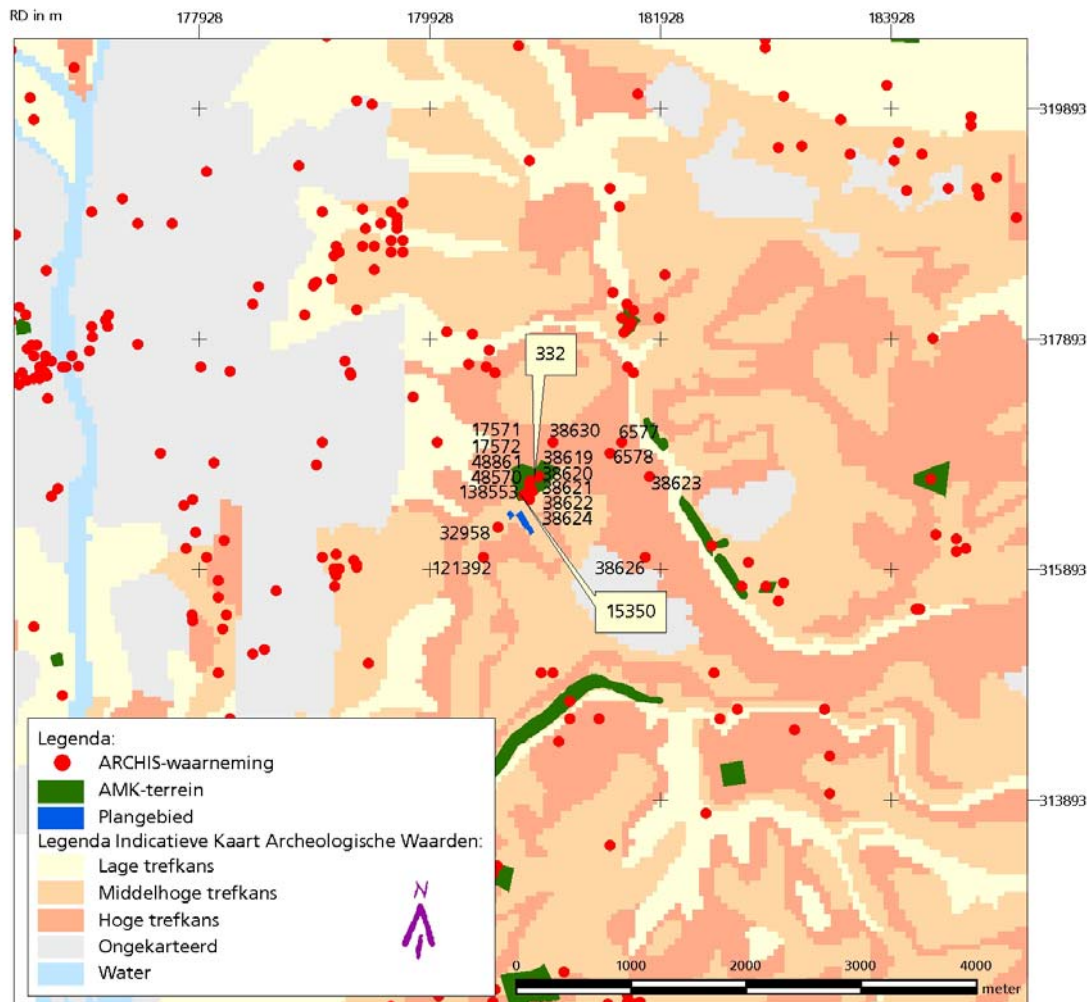 RD in m
177928 179928 181928 183928
319893
317893
332
17571 38630 6577
17572
48861 38619 6578
48570 38620
138553 38621 38623
38622
32958 38624
121392 38626 315893
15350
313893
Legenda:
ARCHIS-waarneming
AMK-terrein
Plangebied
Legenda Indicatieve Kaart Archeologische Waarden:
Lage trefkans
Middelhoge trefkans
Hoge trefkans
Ongekarteerd
Water
N
0 1000 2000 3000 4000
meter